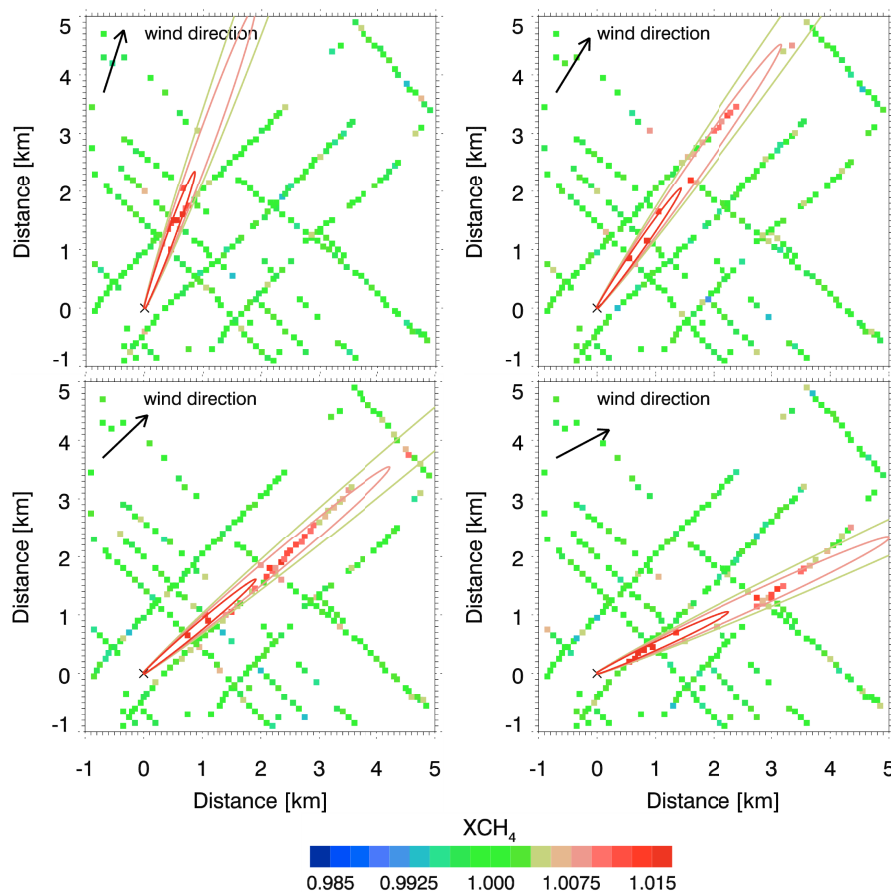 5
wind direction
4
3
2
1
0
-1
Distance [km]
5
wind direction
4
3
2
1
0
-1
Distance [km]
5
wind direction
4
3
2
1
0
-1
Distance [km]
-1 0 1 2 3 4 5
Distance [km]
5
wind direction
4
3
2
1
0
-1
Distance [km]
-1 0 1 2 3 4 5
Distance [km]
XCH₄
0.985 0.9925 1.000 1.0075 1.015